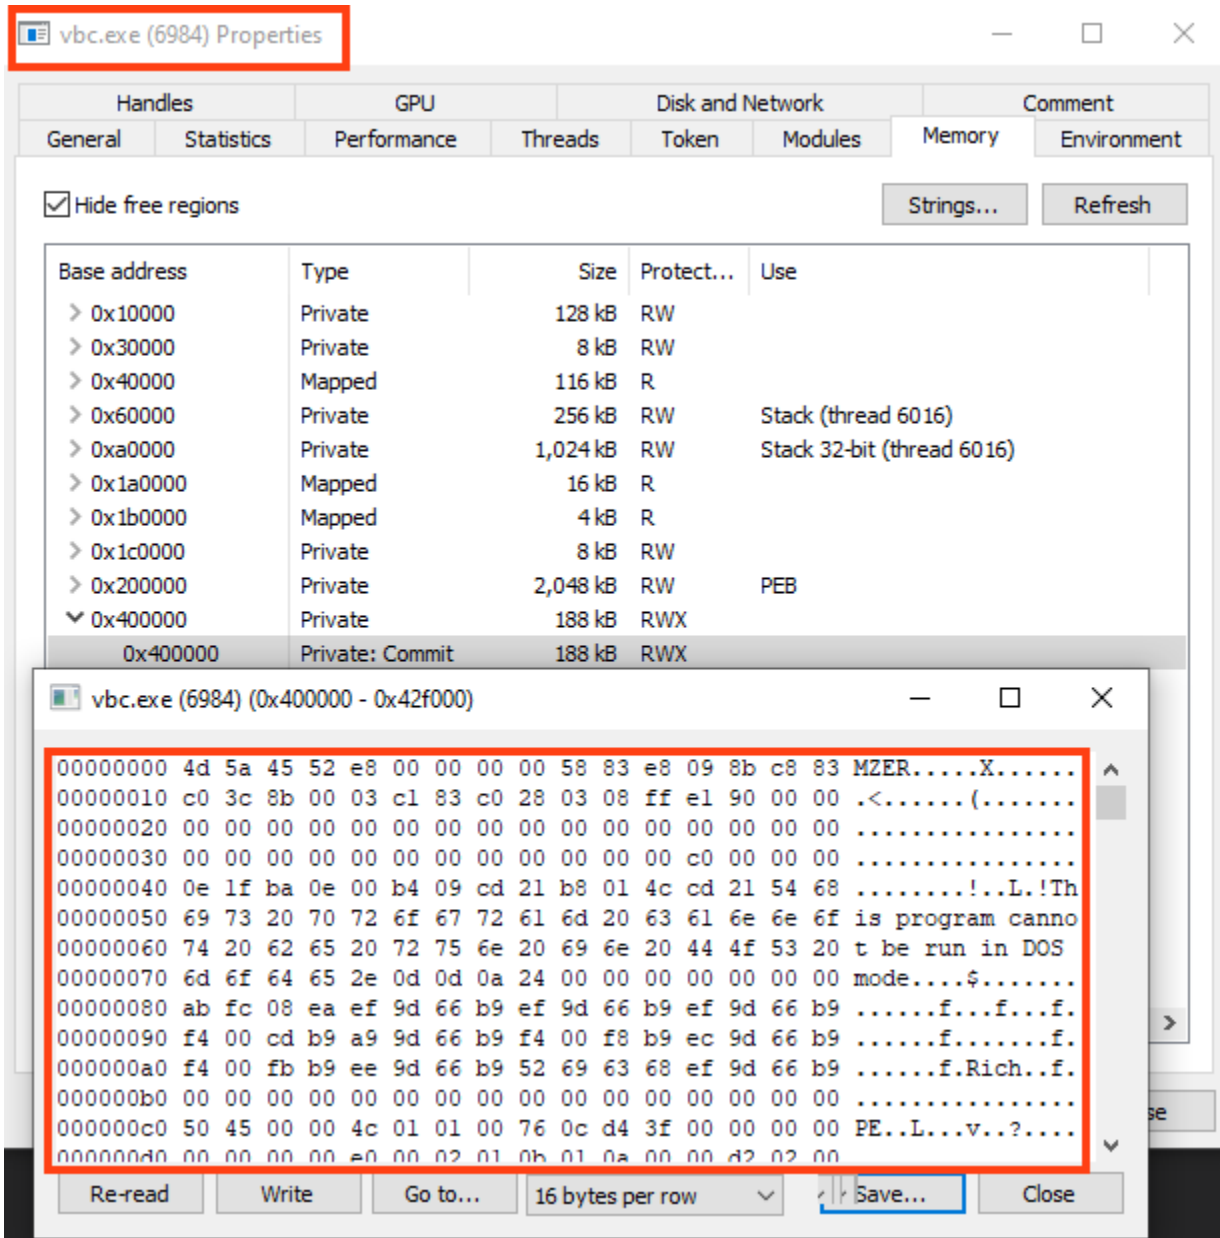 vbc.exe (6984) Properties
Handles GPU Disk and Network Comment
General Statistics Performance Threads Token Modules Memory Environment
Hide free regions Strings... Refresh
Base address Type Size Protect... Use
0x10000 Private 128 kB RW
0x30000 Private 8 kB RW
0x40000 Mapped 116 kB R
0x60000 Private 256 kB RW Stack (thread 6016)
0xa0000 Private 1,024 kB RW Stack 32-bit (thread 6016)
0x1a0000 Mapped 16 kB R
0x1b0000 Mapped 4 kB R
0x1c0000 Private 8 kB RW
0x200000 Private 2,048 kB RW PEB
0x400000 Private 188 kB RWX
0x400000 Private: Commit 188 kB RWX
vbc.exe (6984) (0x400000 - 0x42f000)
00000000 4d 5a 45 52 e8 00 00 00 00 58 83 e8 09 8b c8 83 MZER.....X......
00000010 c0 3c 8b 00 03 c1 83 c0 28 03 08 ff e1 90 00 00 .<......(.......
00000020 00 00 00 00 00 00 00 00 00 00 00 00 00 00 00 00 ................
00000030 00 00 00 00 00 00 00 00 00 00 00 00 c0 00 00 00 ................
00000040 0e 1f ba 0e 00 b4 09 cd 21 b8 01 4c cd 21 54 68 ........!..L.!Th
00000050 69 73 20 70 72 6f 67 72 61 6d 20 63 61 6e 6e 6f is program canno
00000060 74 20 62 65 20 72 75 6e 20 69 6e 20 44 4f 53 20 t be run in DOS
00000070 6d 6f 64 65 2e 0d 0d 0a 24 00 00 00 00 00 00 00 mode....$.......
00000080 ab fc 08 ea ef 9d 66 b9 ef 9d 66 b9 ef 9d 66 b9 ......f...f...f.
00000090 f4 00 cd b9 a9 9d 66 b9 f4 00 f8 b9 ec 9d 66 b9 ......f.......f.
000000a0 f4 00 fb b9 ee 9d 66 b9 52 69 63 68 ef 9d 66 b9 ......f.Rich..f.
000000b0 00 00 00 00 00 00 00 00 00 00 00 00 00 00 00 00 ................
000000c0 50 45 00 00 4c 01 01 00 76 0c d4 3f 00 00 00 00 PE..L...v..?....
000000d0 00 00 00 00 e0 00 02 01 0b 01 0a 00 00 d2 02 00
Re-read Write Go to... 16 bytes per row Save... Close